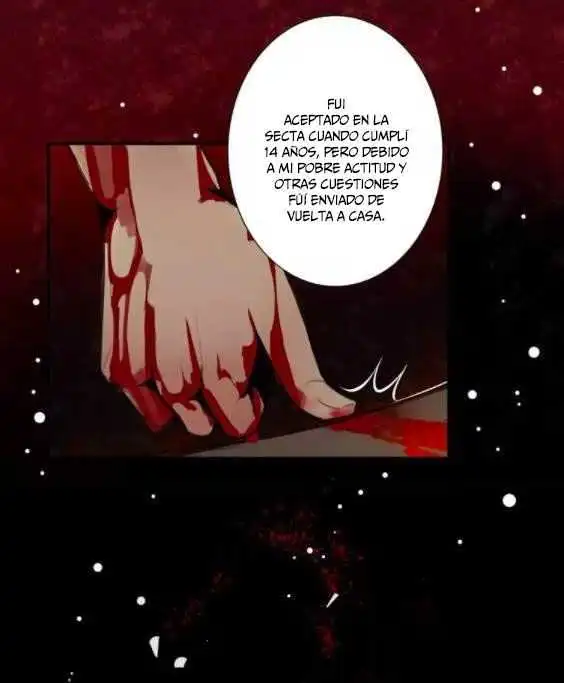 FUI
ACEPTADO EN LA
SECTA CUANDO CUMPLÍ
14 AÑOS, PERO DEBIDO
A MI POBRE ACTITUD Y
OTRAS CUESTIONES
FÚÍ ENVIADO DE
VUELTA A CASA.